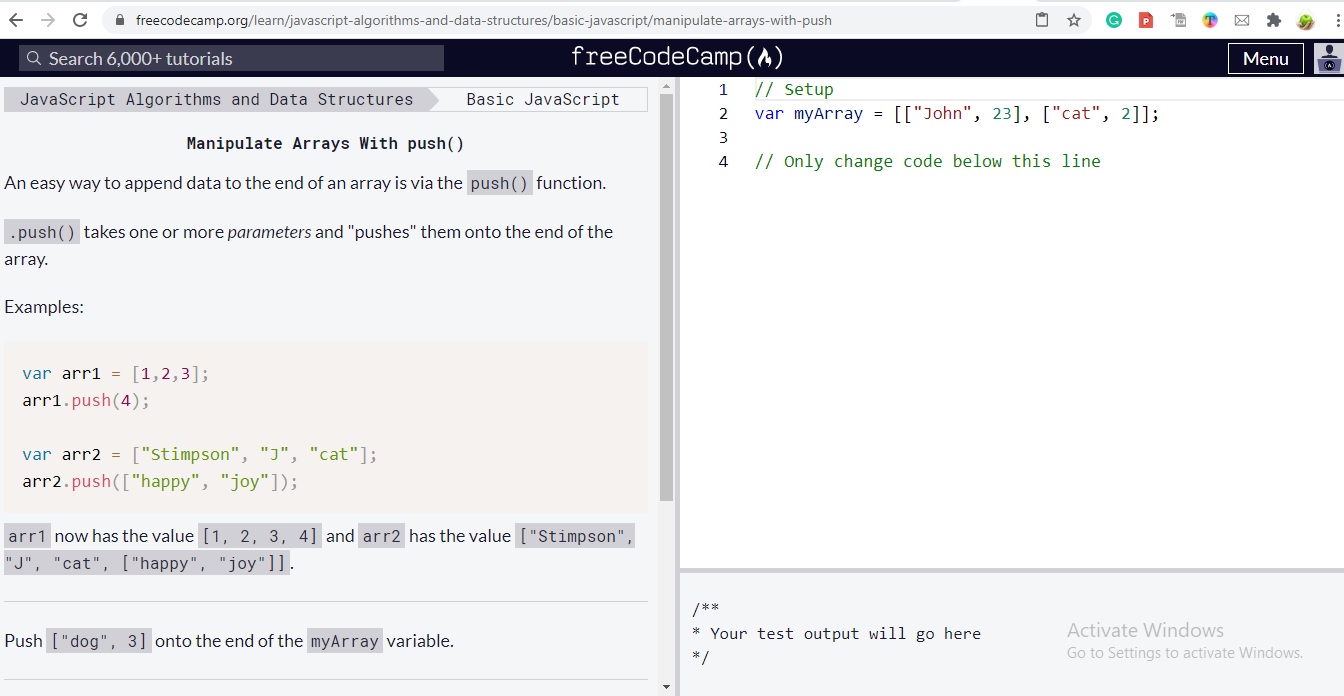 freecodecamp.org/learn/javascript-algorithms-and-data-structures/basic-javascript/manipulate-arrays-with-push
Search 6,000+ tutorials
freeCodeCamp
Menu
JavaScript Algorithms and Data Structures
Basic JavaScript
Manipulate Arrays With push()
An easy way to append data to the end of an array is via the push() function.
.push() takes one or more parameters and "pushes" them onto the end of the
array.
Examples:
var arr1 = [1,2,3];
arr1.push(4);
var arr2 = ["Stimpson", "J", "cat"];
arr2.push(["happy", "joy"]);
arr1 now has the value [1, 2, 3, 4] and arr2 has the value ["Stimpson",
"J", "cat", ["happy", "joy"]].
Push ["dog", 3] onto the end of the myArray variable.
1 // Setup
2 var myArray = [["John", 23], ["cat", 2]];
3
4 // Only change code below this line
/**
* Your test output will go here
*/
Activate Windows
Go to Settings to activate Windows.